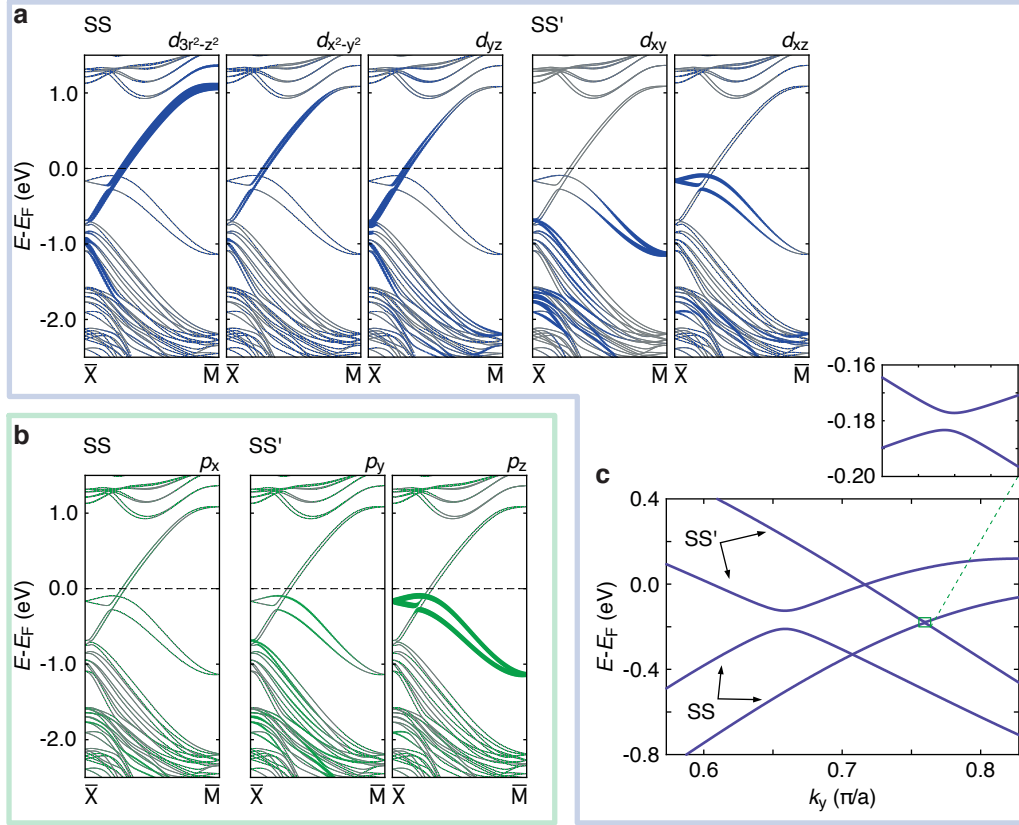 a
SS
SS'
d3r²-z²
dx²-y²
dyz
dxy
dxz
1.0
0.0
-1.0
-2.0
E-EF (eV)
X̅ M̅
X̅ M̅
X̅ M̅
X̅ M̅
X̅ M̅
b
SS
SS'
px
py
pz
1.0
0.0
-1.0
-2.0
E-EF (eV)
X̅ M̅
X̅ M̅
X̅ M̅
-0.16
-0.18
-0.20
c
0.4
0.0
-0.4
-0.8
E-EF (eV)
SS'
SS
0.6 0.7 0.8
ky (π/a)